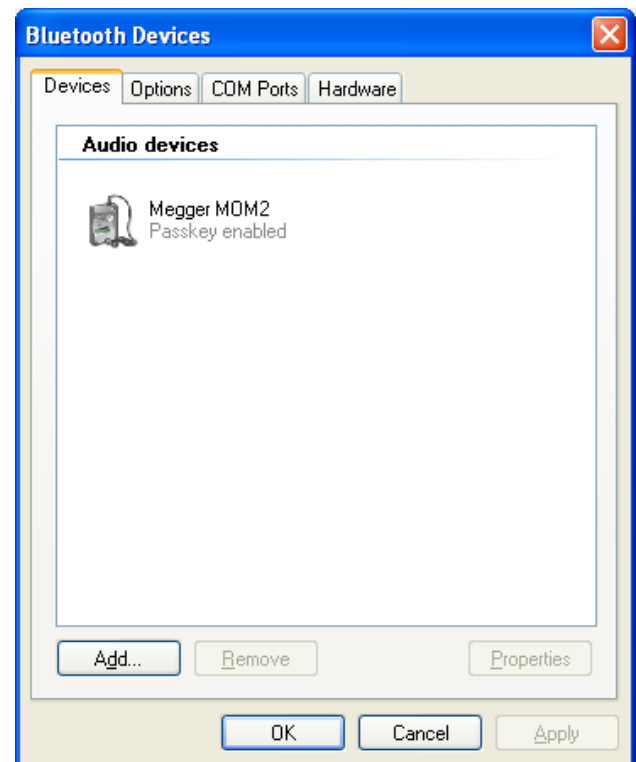 Bluetooth Devices
Devices Options COM Ports Hardware
Audio devices
Megger MOM2
Passkey enabled
Add... Remove Properties
OK Cancel Apply